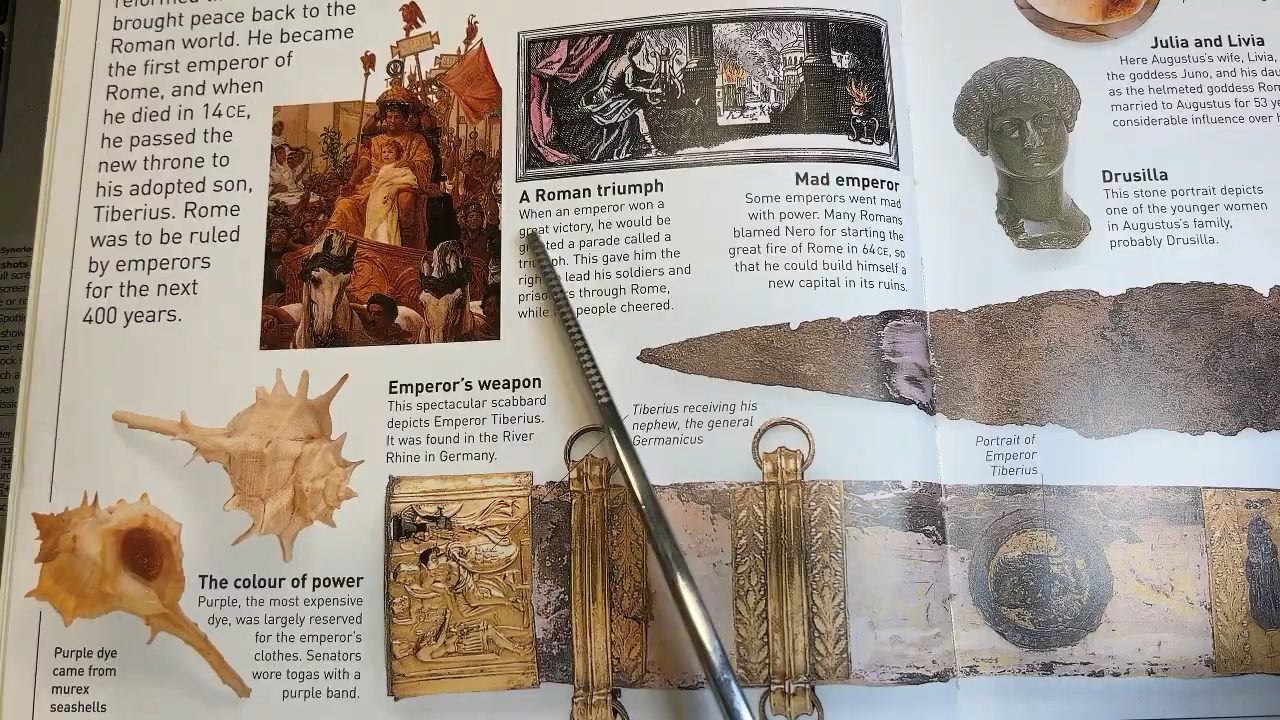 brought peace back to the
Roman world. He became
the first emperor of
Rome, and when
he died in 14 CE,
he passed the
new throne to
his adopted son,
Tiberius. Rome
was to be ruled
by emperors
for the next
400 years.
A Roman triumph
When an emperor won a
great victory, he would be
a parade called a
This gave him the
lead his soldiers and
through Rome,
while people cheered.
Mad emperor
Some emperors went mad
with power. Many Romans
blamed Nero for starting the
great fire of Rome in 64 CE, so
that he could build himself a
new capital in its ruins.
Julia and Livia
Here Augustus's wife, Livia,
the goddess Juno, and his
as the helmeted goddess
married to Augustus for 53
considerable influence over
Drusilla
This stone portrait depicts
one of the younger women
in Augustus's family,
probably Drusilla.
Emperor's weapon
This spectacular scabbard
depicts Emperor Tiberius.
It was found in the River
Rhine in Germany.
Tiberius receiving his
nephew, the general
Germanicus
Portrait of
Emperor
Tiberius
The colour of power
Purple, the most expensive
dye, was largely reserved
for the emperor's
clothes. Senators
wore togas with a
purple band.
Purple dye
came from
murex
seashells